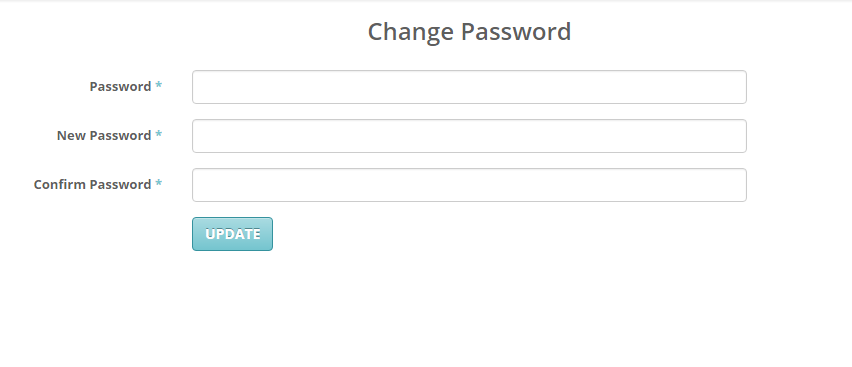 Change Password
Password *
New Password *
Confirm Password *
UPDATE